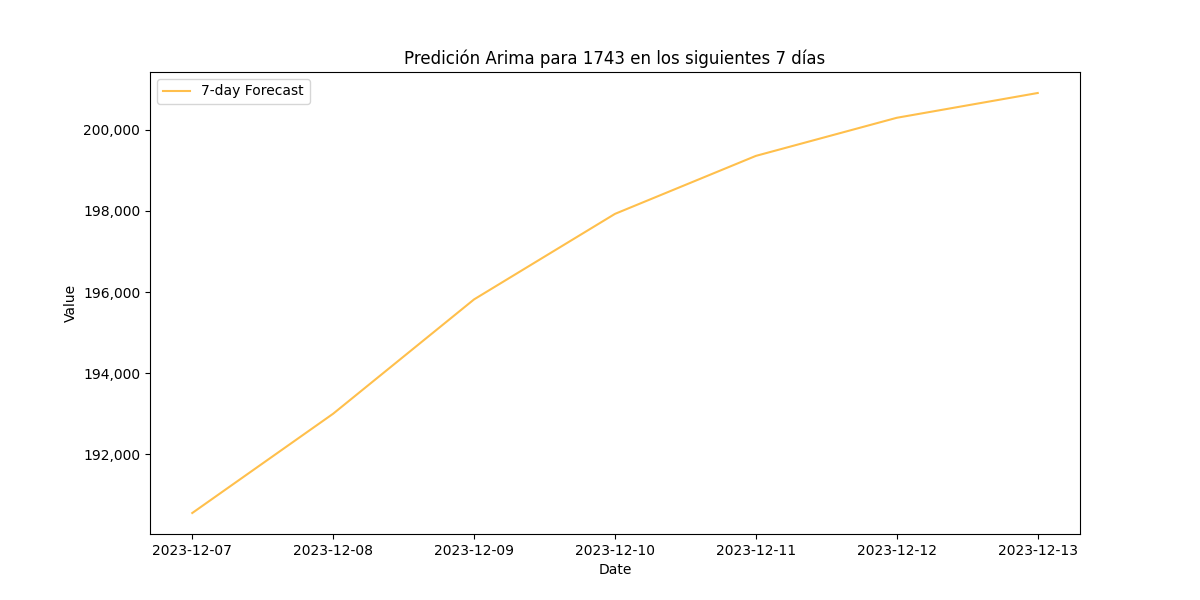 Predición Arima para 1743 en los siguientes 7 días
7-day Forecast
Value
200,000
198,000
196,000
194,000
192,000
2023-12-07 2023-12-08 2023-12-09 2023-12-10 2023-12-11 2023-12-12 2023-12-13
Date